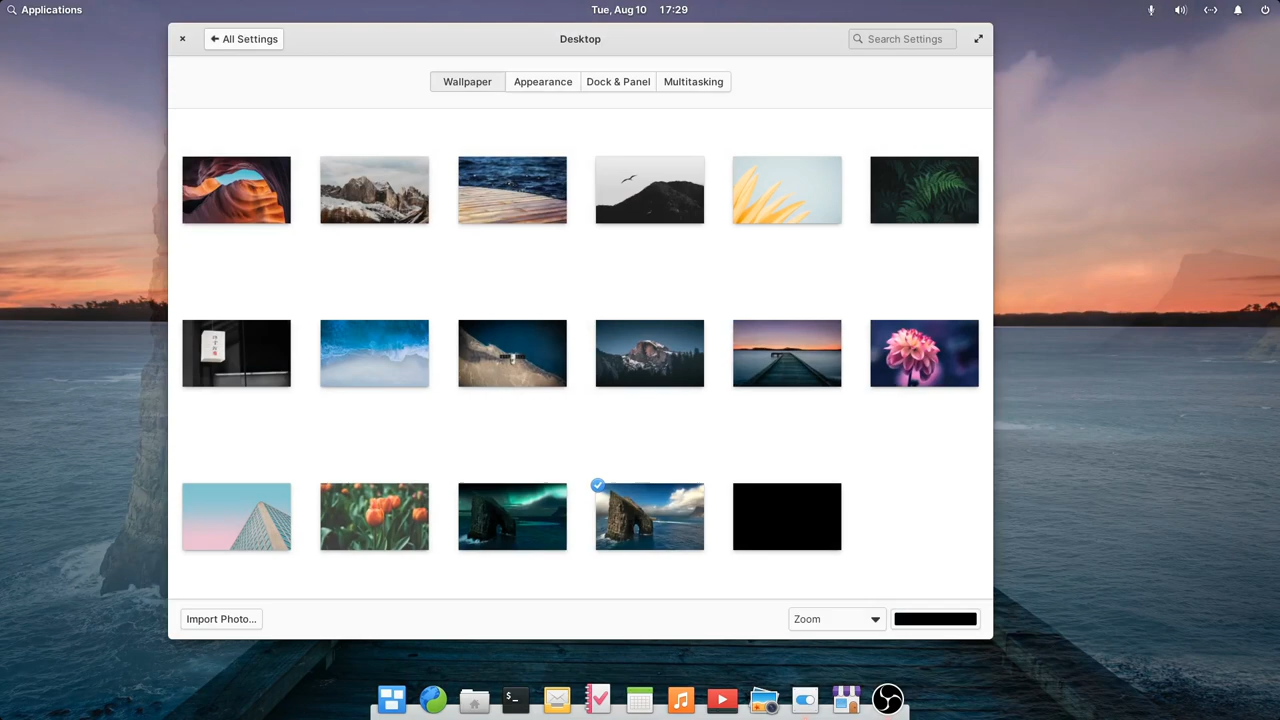 Applications
Tue, Aug 10 17:29
All Settings
Desktop
Search Settings
Wallpaper Appearance Dock & Panel Multitasking
Import Photo...
Zoom